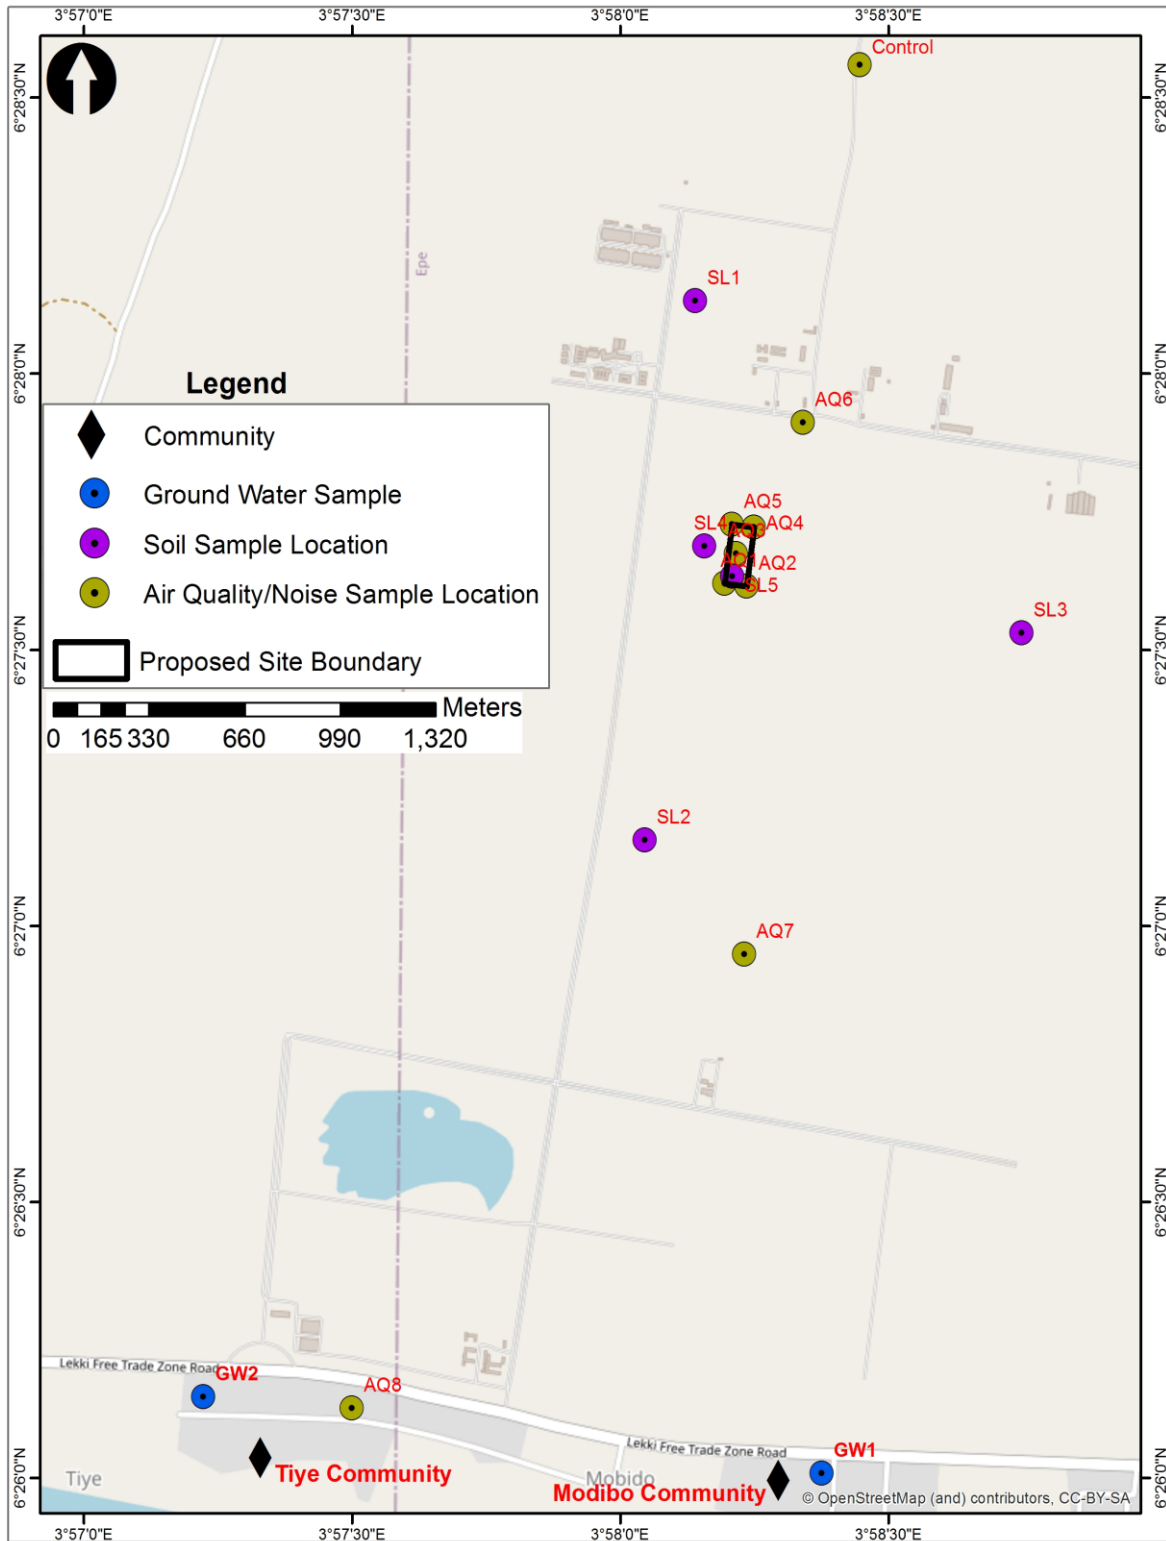 3°57'0"E
3°57'30"E
3°58'0"E
3°58'30"E
Control
6°28'30"N
6°28'30"N
Epe
SL1
6°28'0"N
6°28'0"N
Legend
AQ6
Community
Ground Water Sample
AQ5
SL4
AQ3
AQ4
Soil Sample Location
AQ1
AQ2
Air Quality/Noise Sample Location
SL5
SL3
6°27'30"N
6°27'30"N
Proposed Site Boundary
Meters
0 165 330 660 990 1,320
SL2
6°27'0"N
6°27'0"N
AQ7
6°26'30"N
6°26'30"N
Lekki Free Trade Zone Road
GW2
AQ8
Lekki Free Trade Zone Road
GW1
6°26'0"N
6°26'0"N
Tiye
Tiye Community
Mobido
Modibo Community
© OpenStreetMap (and) contributors, CC-BY-SA
3°57'0"E
3°57'30"E
3°58'0"E
3°58'30"E